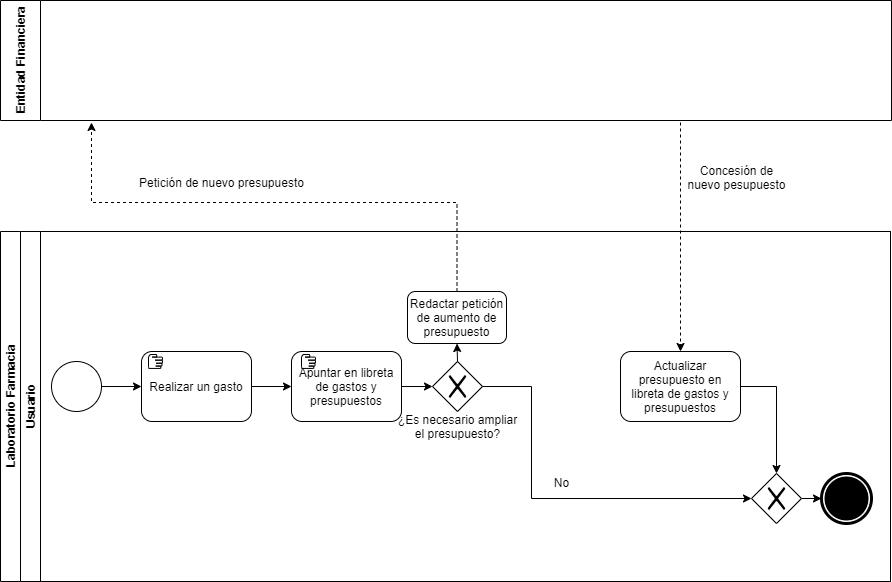 Entidad Financiera
Petición de nuevo presupuesto
Concesión de
nuevo pesupuesto
Laboratorio Farmacia
Usuario
Realizar un gasto
Apuntar en libreta
de gastos y
presupuestos
Redactar petición
de aumento de
presupuesto
¿Es necesario ampliar
el presupuesto?
No
Actualizar
presupuesto en
libreta de gastos y
presupuestos